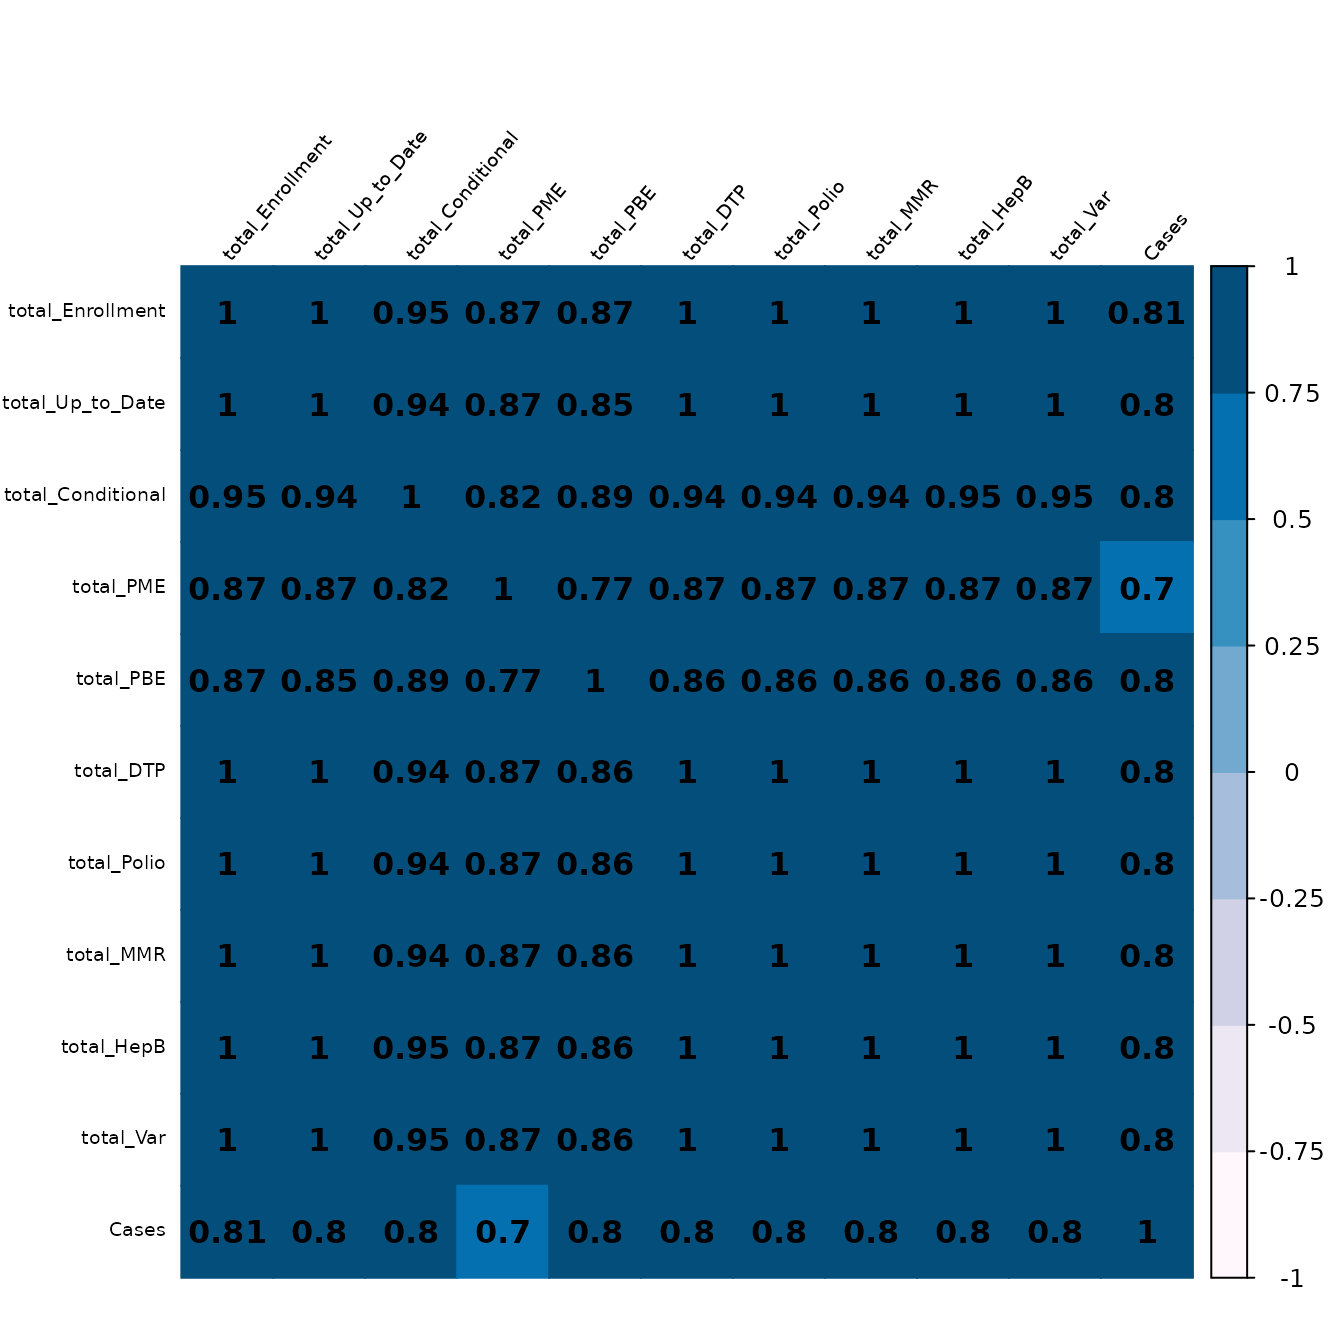 total_Enrollment total_Up_to_Date total_Conditional total_PME total_PBE total_DTP total_Polio total_MMR total_HepB total_Var Cases
total_Enrollment 1 1 0.95 0.87 0.87 1 1 1 1 1 0.81
total_Up_to_Date 1 1 0.94 0.87 0.85 1 1 1 1 1 0.8
total_Conditional 0.95 0.94 1 0.82 0.89 0.94 0.94 0.94 0.95 0.95 0.8
total_PME 0.87 0.87 0.82 1 0.77 0.87 0.87 0.87 0.87 0.87 0.7
total_PBE 0.87 0.85 0.89 0.77 1 0.86 0.86 0.86 0.86 0.86 0.8
total_DTP 1 1 0.94 0.87 0.86 1 1 1 1 1 0.8
total_Polio 1 1 0.94 0.87 0.86 1 1 1 1 1 0.8
total_MMR 1 1 0.94 0.87 0.86 1 1 1 1 1 0.8
total_HepB 1 1 0.95 0.87 0.86 1 1 1 1 1 0.8
total_Var 1 1 0.95 0.87 0.86 1 1 1 1 1 0.8
Cases 0.81 0.8 0.8 0.7 0.8 0.8 0.8 0.8 0.8 0.8 1
1
0.75
0.5
0.25
0
-0.25
-0.5
-0.75
-1